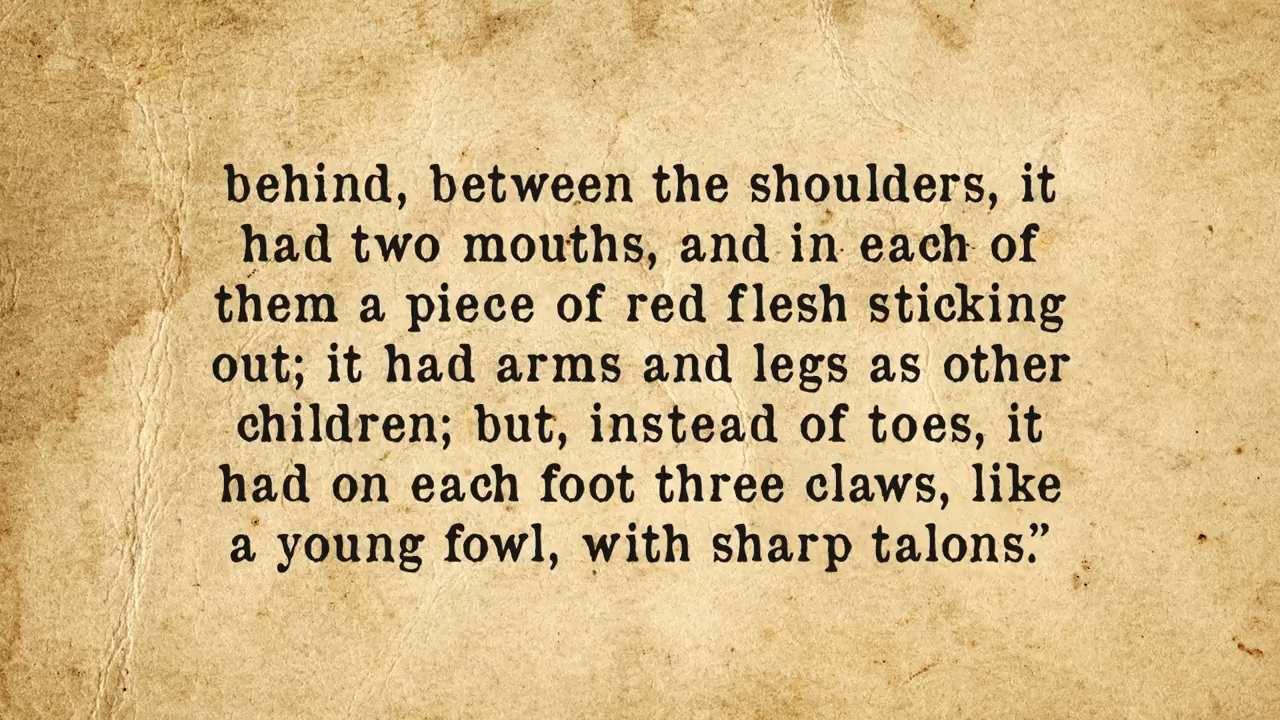 behind, between the shoulders, it
had two mouths, and in each of
them a piece of red flesh sticking
out; it had arms and legs as other
children; but, instead of toes, it
had on each foot three claws, like
a young fowl, with sharp talons.”